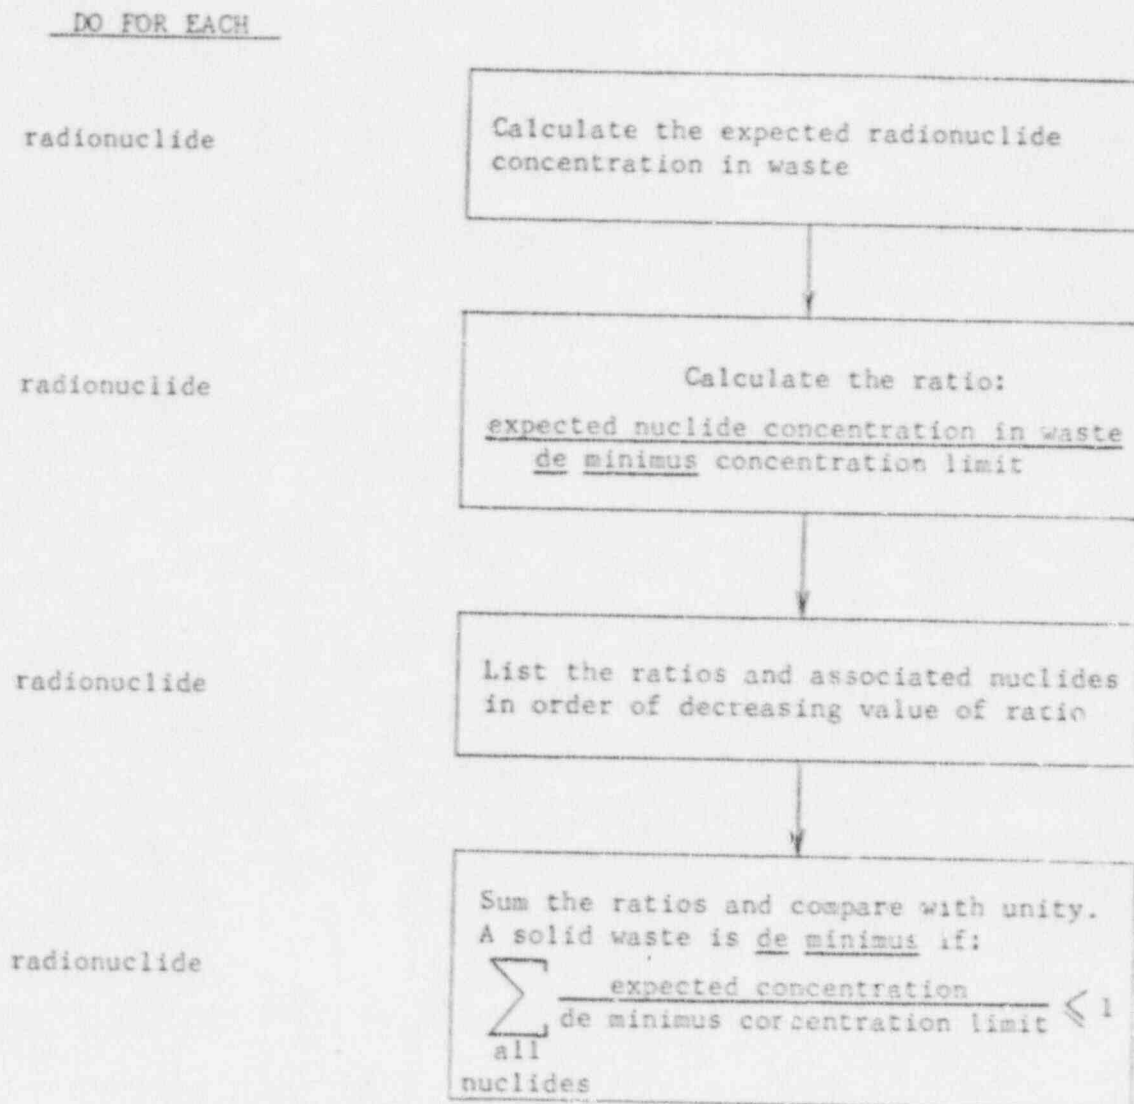 DO FOR EACH
radionuclide
Calculate the expected radionuclide
concentration in waste
radionuclide
Calculate the ratio:
expected nuclide concentration in waste
de minimus concentration limit
radionuclide
List the ratios and associated nuclides
in order of decreasing value of ratio
radionuclide
Sum the ratios and compare with unity.
A solid waste is de minimus if:
∑ expected concentration
de minimus concentration limit ⩽ 1
all
nuclides